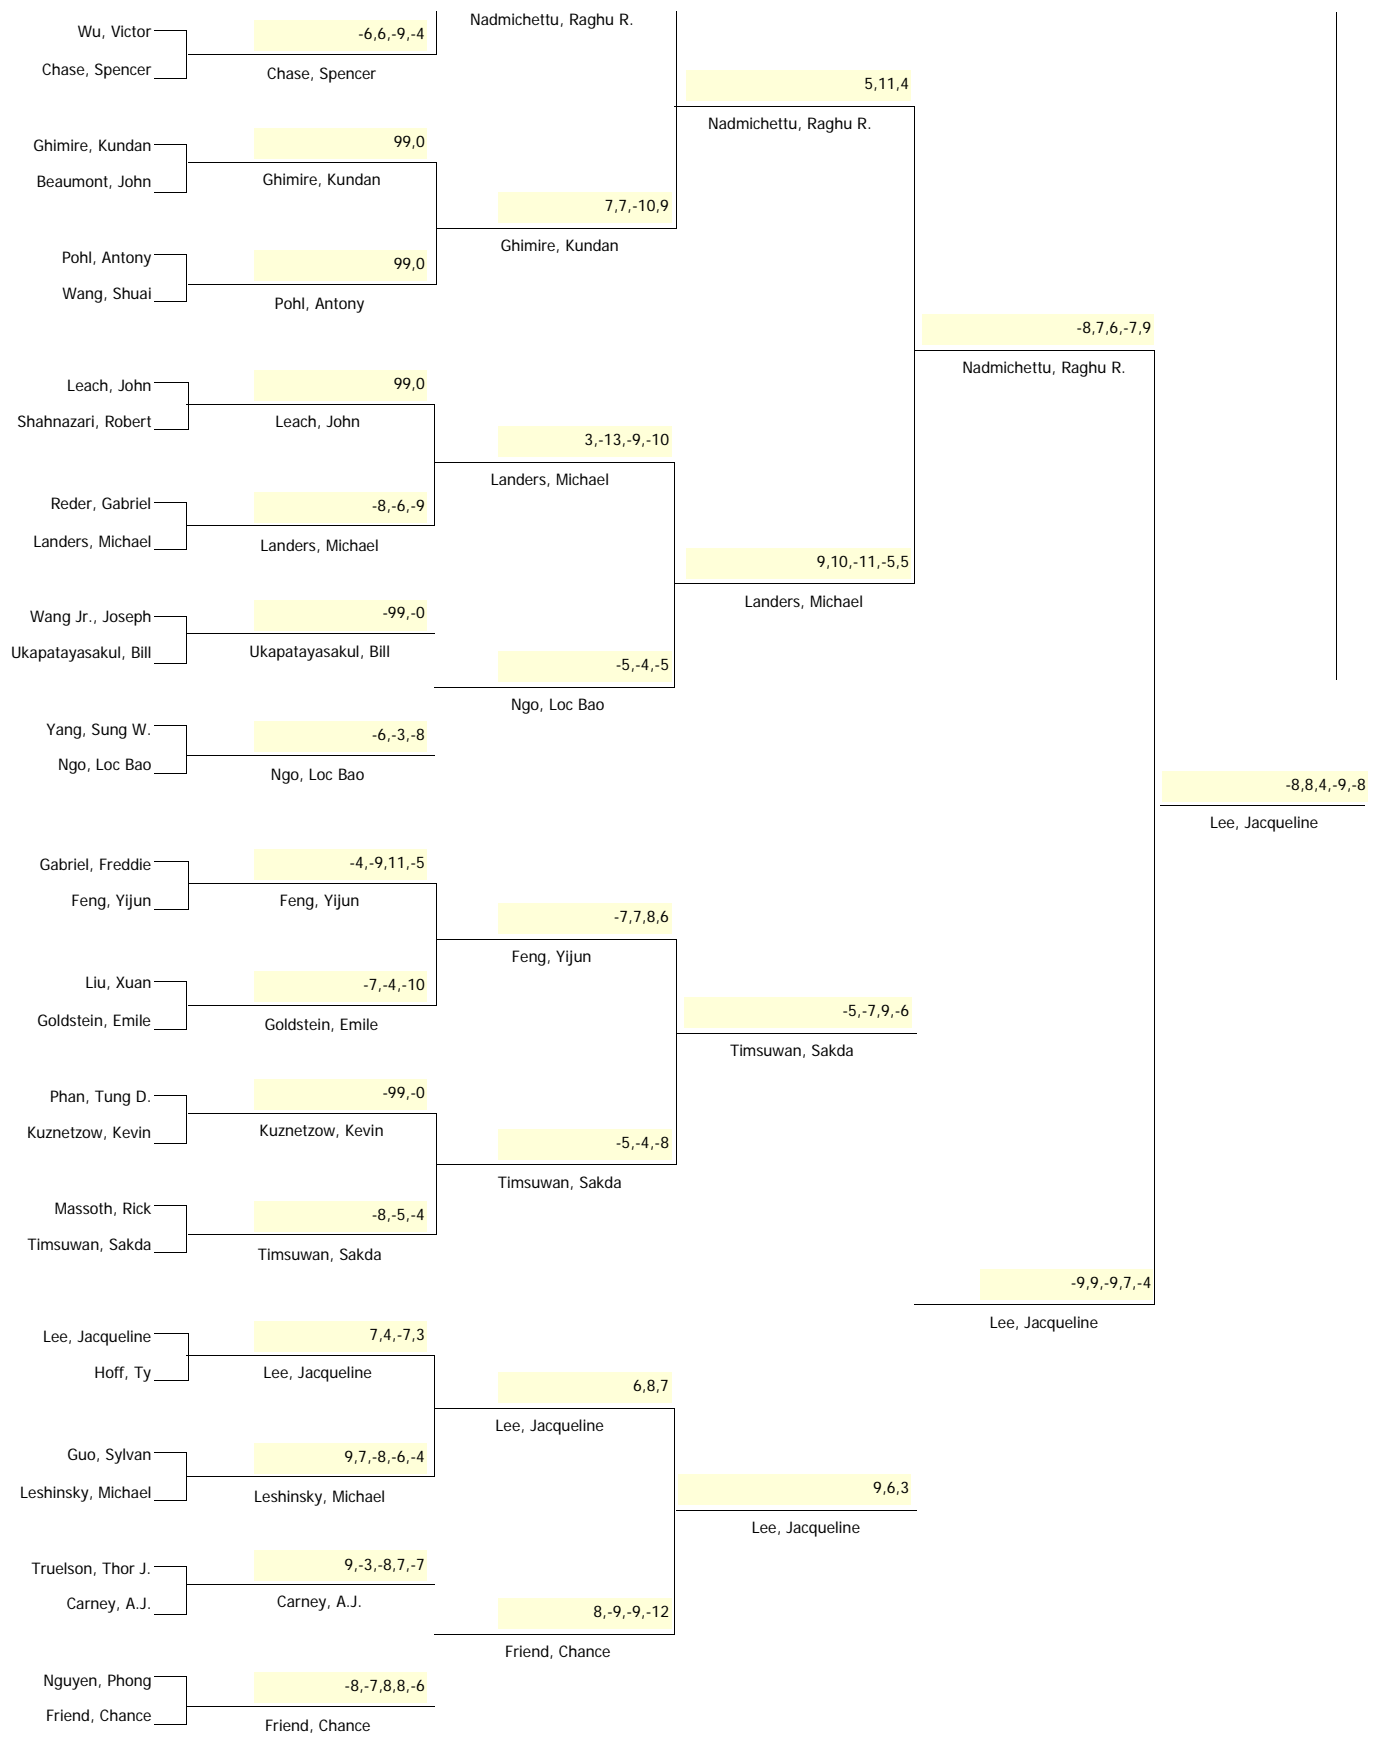 Nadmichettu, Raghu R.
Wu, Victor
-6,6,-9,-4
Chase, Spencer
Chase, Spencer
5,11,4
Nadmichettu, Raghu R.
Ghimire, Kundan
99,0
Beaumont, John
Ghimire, Kundan
7,7,-10,9
Ghimire, Kundan
Pohl, Antony
99,0
Wang, Shuai
Pohl, Antony
-8,7,6,-7,9
Nadmichettu, Raghu R.
Leach, John
99,0
Shahnazari, Robert
Leach, John
3,-13,-9,-10
Landers, Michael
Reder, Gabriel
-8,-6,-9
Landers, Michael
Landers, Michael
9,10,-11,-5,5
Landers, Michael
Wang Jr., Joseph
-99,-0
Ukapatayasakul, Bill
Ukapatayasakul, Bill
-5,-4,-5
Ngo, Loc Bao
Yang, Sung W.
-6,-3,-8
Ngo, Loc Bao
Ngo, Loc Bao
-8,8,4,-9,-8
Lee, Jacqueline
Gabriel, Freddie
-4,-9,11,-5
Feng, Yijun
Feng, Yijun
-7,7,8,6
Feng, Yijun
Liu, Xuan
-7,-4,-10
Goldstein, Emile
Goldstein, Emile
-5,-7,9,-6
Timsuwan, Sakda
Phan, Tung D.
-99,-0
Kuznetzow, Kevin
Kuznetzow, Kevin
-5,-4,-8
Timsuwan, Sakda
Massoth, Rick
-8,-5,-4
Timsuwan, Sakda
Timsuwan, Sakda
-9,9,-9,7,-4
Lee, Jacqueline
Lee, Jacqueline
7,4,-7,3
Hoff, Ty
Lee, Jacqueline
6,8,7
Lee, Jacqueline
Guo, Sylvan
9,7,-8,-6,-4
Leshinsky, Michael
Leshinsky, Michael
9,6,3
Lee, Jacqueline
Truelson, Thor J.
9,-3,-8,7,-7
Carney, A.J.
Carney, A.J.
8,-9,-9,-12
Friend, Chance
Nguyen, Phong
-8,-7,8,8,-6
Friend, Chance
Friend, Chance